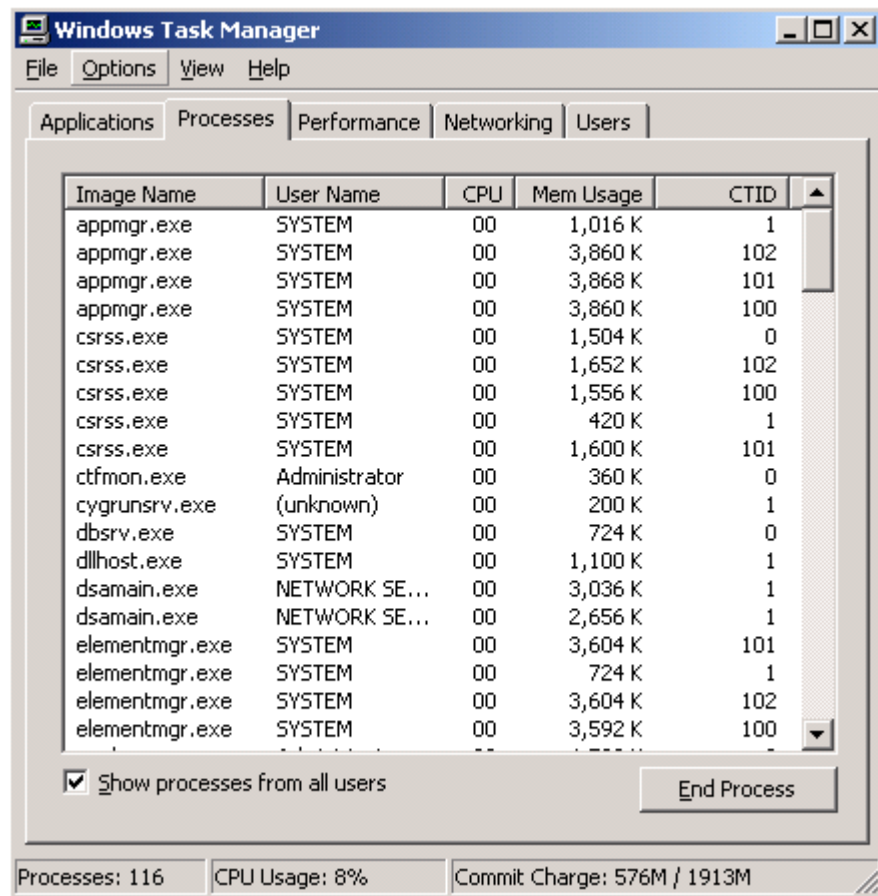 Windows Task Manager
File Options View Help
Applications Processes Performance Networking Users
Image Name User Name CPU Mem Usage CTID
appmgr.exe SYSTEM 00 1,016 K 1
appmgr.exe SYSTEM 00 3,860 K 102
appmgr.exe SYSTEM 00 3,868 K 101
appmgr.exe SYSTEM 00 3,860 K 100
csrss.exe SYSTEM 00 1,504 K 0
csrss.exe SYSTEM 00 1,652 K 102
csrss.exe SYSTEM 00 1,556 K 100
csrss.exe SYSTEM 00 420 K 1
csrss.exe SYSTEM 00 1,600 K 101
ctfmon.exe Administrator 00 360 K 0
cygrunsrv.exe (unknown) 00 200 K 1
dbsrv.exe SYSTEM 00 724 K 0
dllhost.exe SYSTEM 00 1,100 K 1
dsamain.exe NETWORK SE... 00 3,036 K 1
dsamain.exe NETWORK SE... 00 2,656 K 1
elementmgr.exe SYSTEM 00 3,604 K 101
elementmgr.exe SYSTEM 00 724 K 1
elementmgr.exe SYSTEM 00 3,604 K 102
elementmgr.exe SYSTEM 00 3,592 K 100
Show processes from all users
End Process
Processes: 116 CPU Usage: 8% Commit Charge: 576M / 1913M